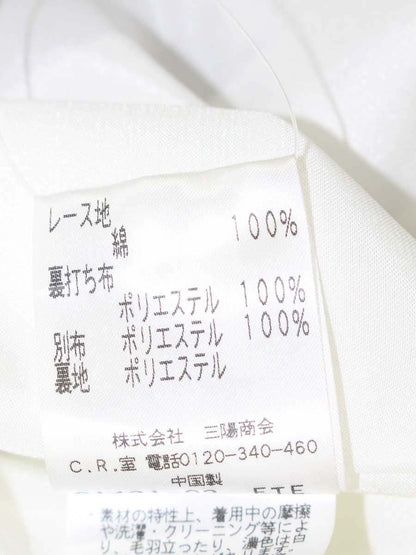 レース地
綿 100%
裏打ち布
ポリエステル 100%
別布 ポリエステル 100%
裏地 ポリエステル
株式会社 三陽商会
C.R.室 電話0120-340-460
中国製
・素材の特性上、着用中の摩擦
や洗濯・クリーニング等によ
り、毛羽立ったり、濃色は白